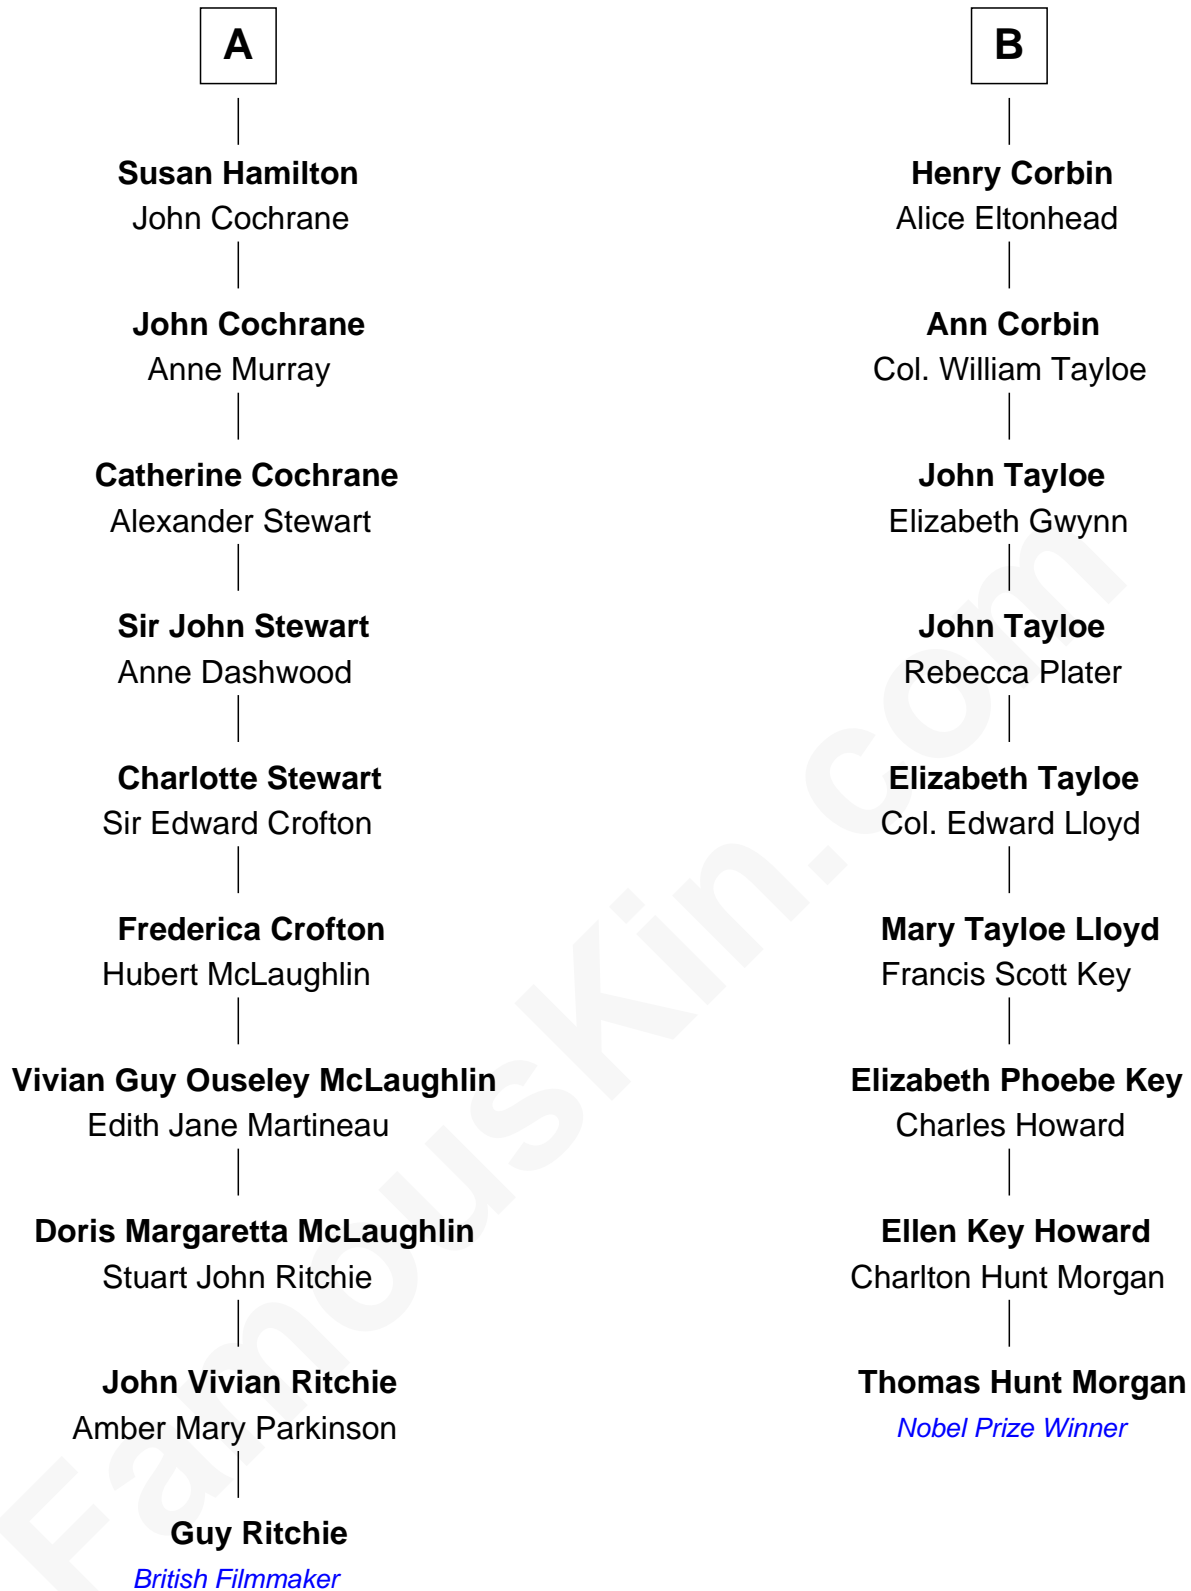 A
Susan Hamilton
John Cochrane
John Cochrane
Anne Murray
Catherine Cochrane
Alexander Stewart
Sir John Stewart
Anne Dashwood
Charlotte Stewart
Sir Edward Crofton
Frederica Crofton
Hubert McLaughlin
Vivian Guy Ouseley McLaughlin
Edith Jane Martineau
Doris Margaretta McLaughlin
Stuart John Ritchie
John Vivian Ritchie
Amber Mary Parkinson
Guy Ritchie
British Filmmaker
B
Henry Corbin
Alice Eltonhead
Ann Corbin
Col. William Tayloe
John Tayloe
Elizabeth Gwynn
John Tayloe
Rebecca Plater
Elizabeth Tayloe
Col. Edward Lloyd
Mary Tayloe Lloyd
Francis Scott Key
Elizabeth Phoebe Key
Charles Howard
Ellen Key Howard
Charlton Hunt Morgan
Thomas Hunt Morgan
Nobel Prize Winner
FamousKin.com